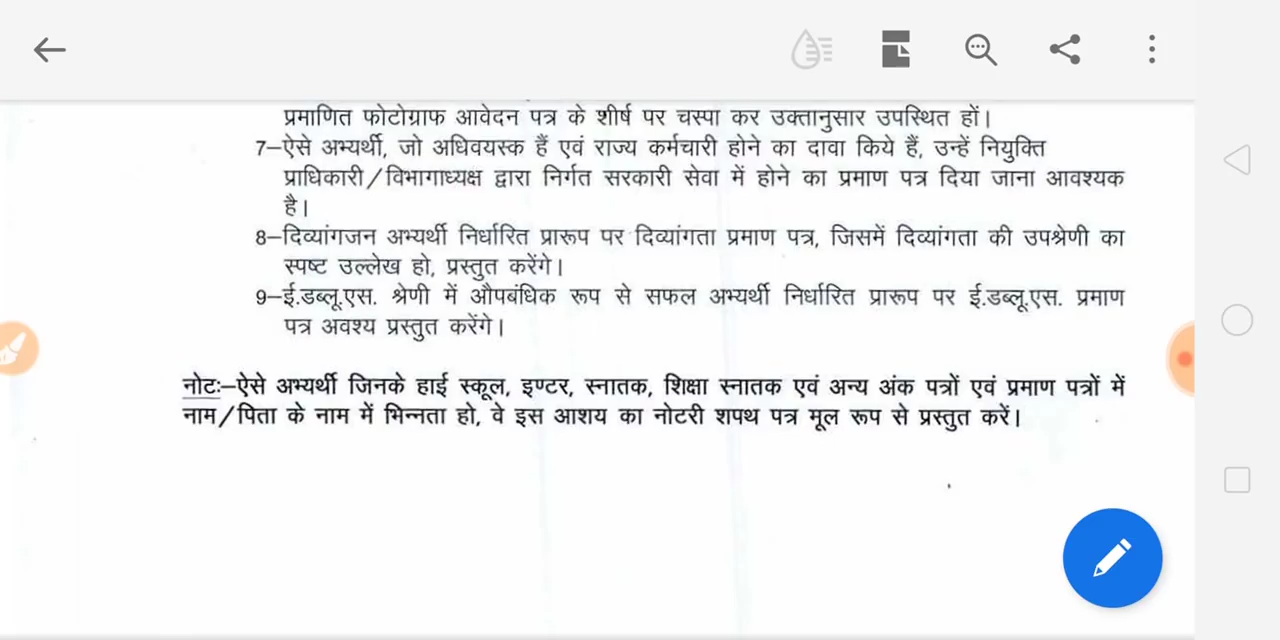 प्रमाणित फोटोग्राफ आवेदन पत्र के शीर्ष पर चस्पा कर उक्तानुसार उपस्थित हों।
7–ऐसे अभ्यर्थी, जो अधिवयस्क हैं एवं राज्य कर्मचारी होने का दावा किये हैं, उन्हें नियुक्ति
प्राधिकारी/विभागाध्यक्ष द्वारा निर्गत सरकारी सेवा में होने का प्रमाण पत्र दिया जाना आवश्यक
है।
8–दिव्यांगजन अभ्यर्थी निर्धारित प्रारूप पर दिव्यांगता प्रमाण पत्र, जिसमें दिव्यांगता की उपश्रेणी का
स्पष्ट उल्लेख हो, प्रस्तुत करेंगे।
9–ई.डब्लू.एस. श्रेणी में औपबंधिक रूप से सफल अभ्यर्थी निर्धारित प्रारूप पर ई.डब्लू.एस. प्रमाण
पत्र अवश्य प्रस्तुत करेंगे।
नोटः–ऐसे अभ्यर्थी जिनके हाई स्कूल, इण्टर, स्नातक, शिक्षा स्नातक एवं अन्य अंक पत्रों एवं प्रमाण पत्रों में
नाम/पिता के नाम में भिन्नता हो, वे इस आशय का नोटरी शपथ पत्र मूल रूप से प्रस्तुत करें।